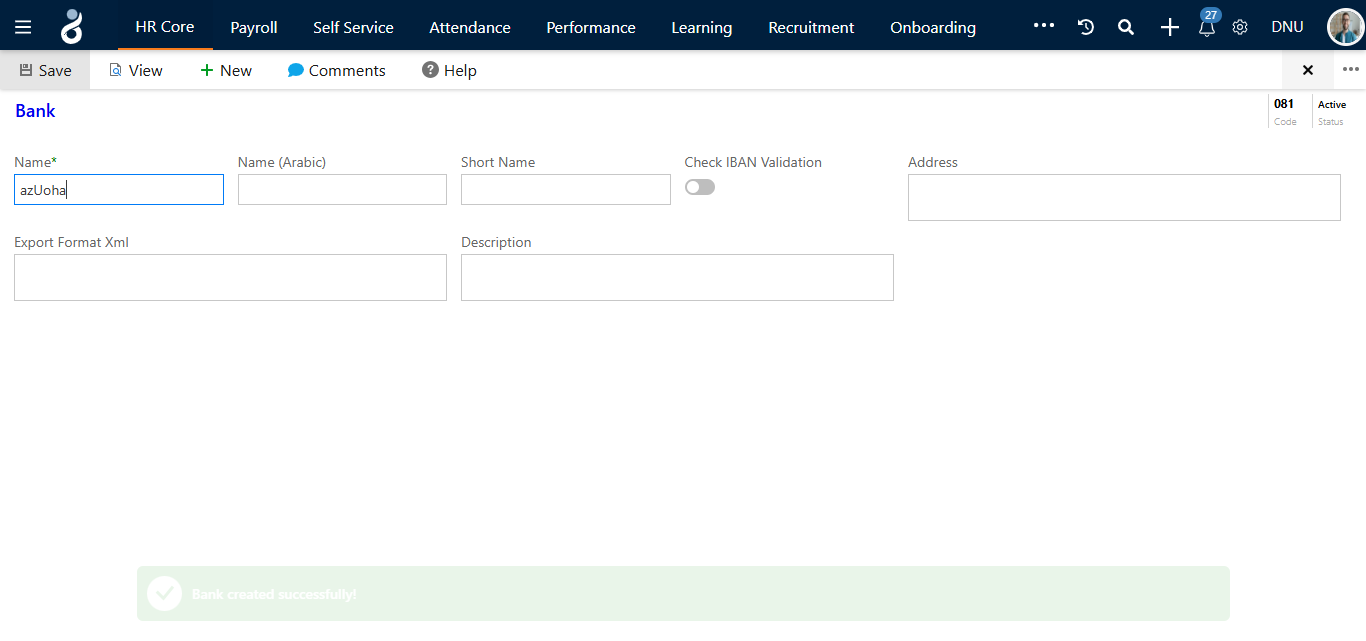 HR Core Payroll Self Service Attendance Performance Learning Recruitment Onboarding 27 DNU
Save View New Comments Help
Bank
081 Active
Code Status
Name* Name (Arabic) Short Name Check IBAN Validation Address
azUoha
Export Format Xml Description
Bank created successfully!